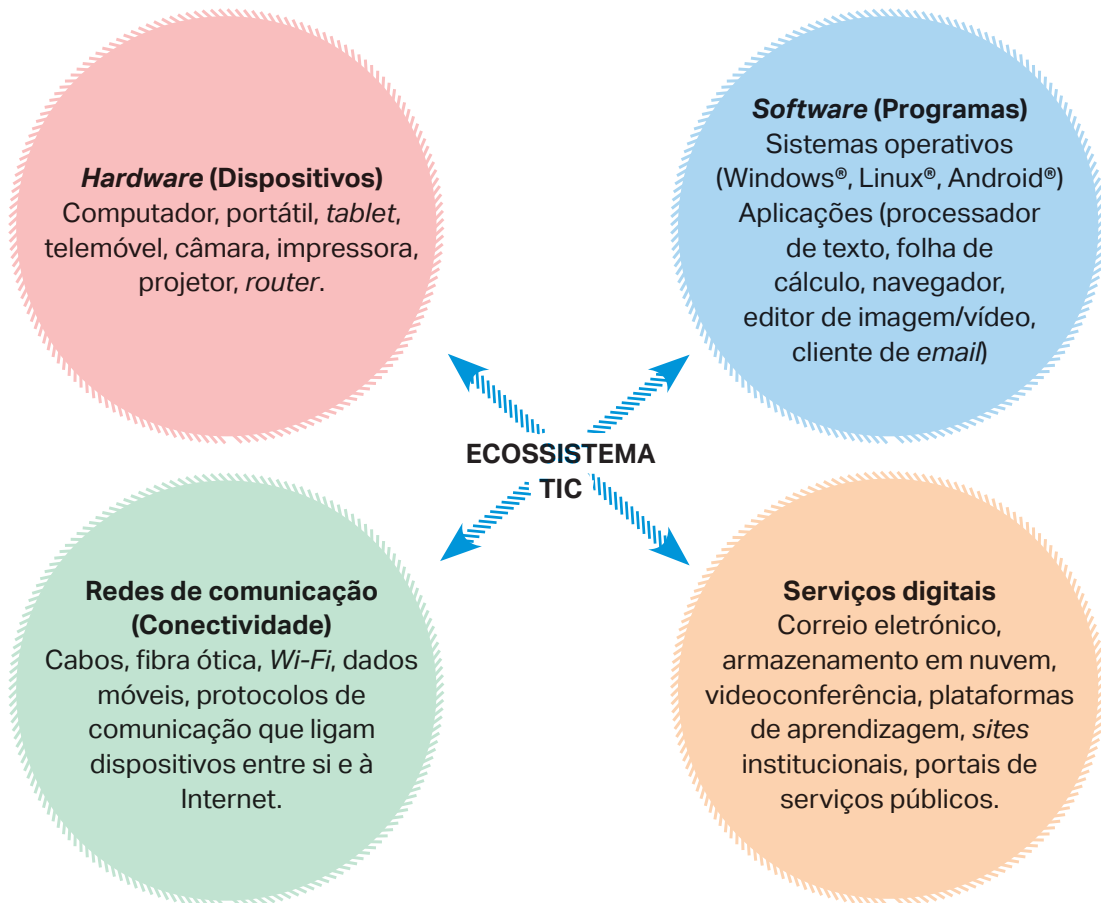 Hardware (Dispositivos)
Computador, portátil, tablet,
telemóvel, câmara, impressora,
projetor, router.
Software (Programas)
Sistemas operativos
(Windows®, Linux®, Android®)
Aplicações (processador
de texto, folha de
cálculo, navegador,
editor de imagem/vídeo,
cliente de email)
ECOSSISTEMA
TIC
Redes de comunicação
(Conectividade)
Cabos, fibra ótica, Wi-Fi, dados
móveis, protocolos de
comunicação que ligam
dispositivos entre si e à
Internet.
Serviços digitais
Correio eletrónico,
armazenamento em nuvem,
videoconferência, plataformas
de aprendizagem, sites
institucionais, portais de
serviços públicos.